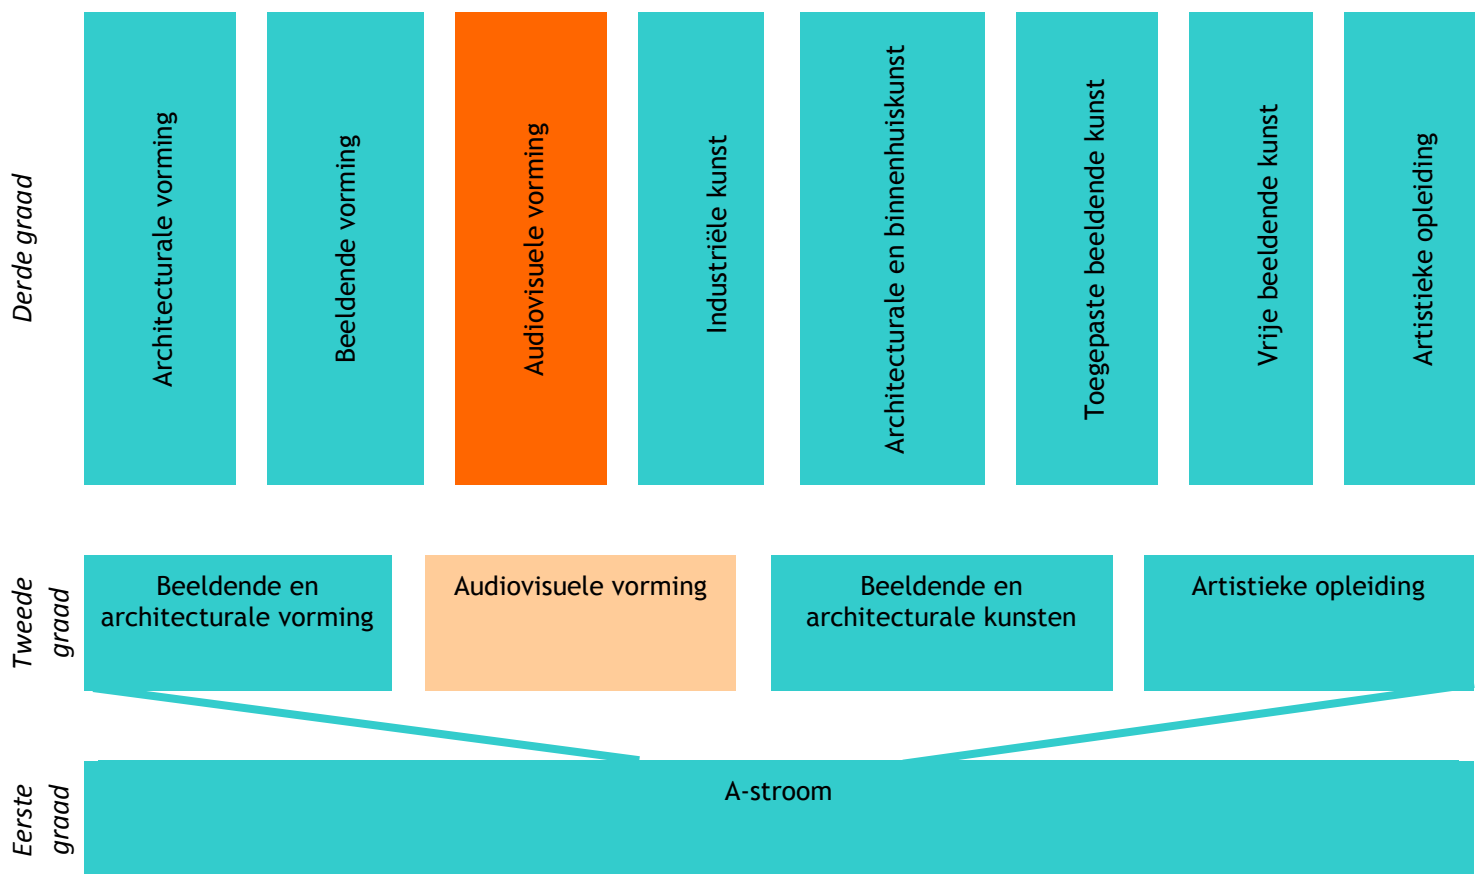 Derde graad
Architecturale vorming
Beeldende vorming
Audiovisuele vorming
Industriële kunst
Architecturale en binnenhuiskunst
Toegepaste beeldende kunst
Vrije beeldende kunst
Artistieke opleiding
Tweede
graad
Beeldende en
architecturale vorming
Audiovisuele vorming
Beeldende en
architecturale kunsten
Artistieke opleiding
Eerste
graad
A-stroom